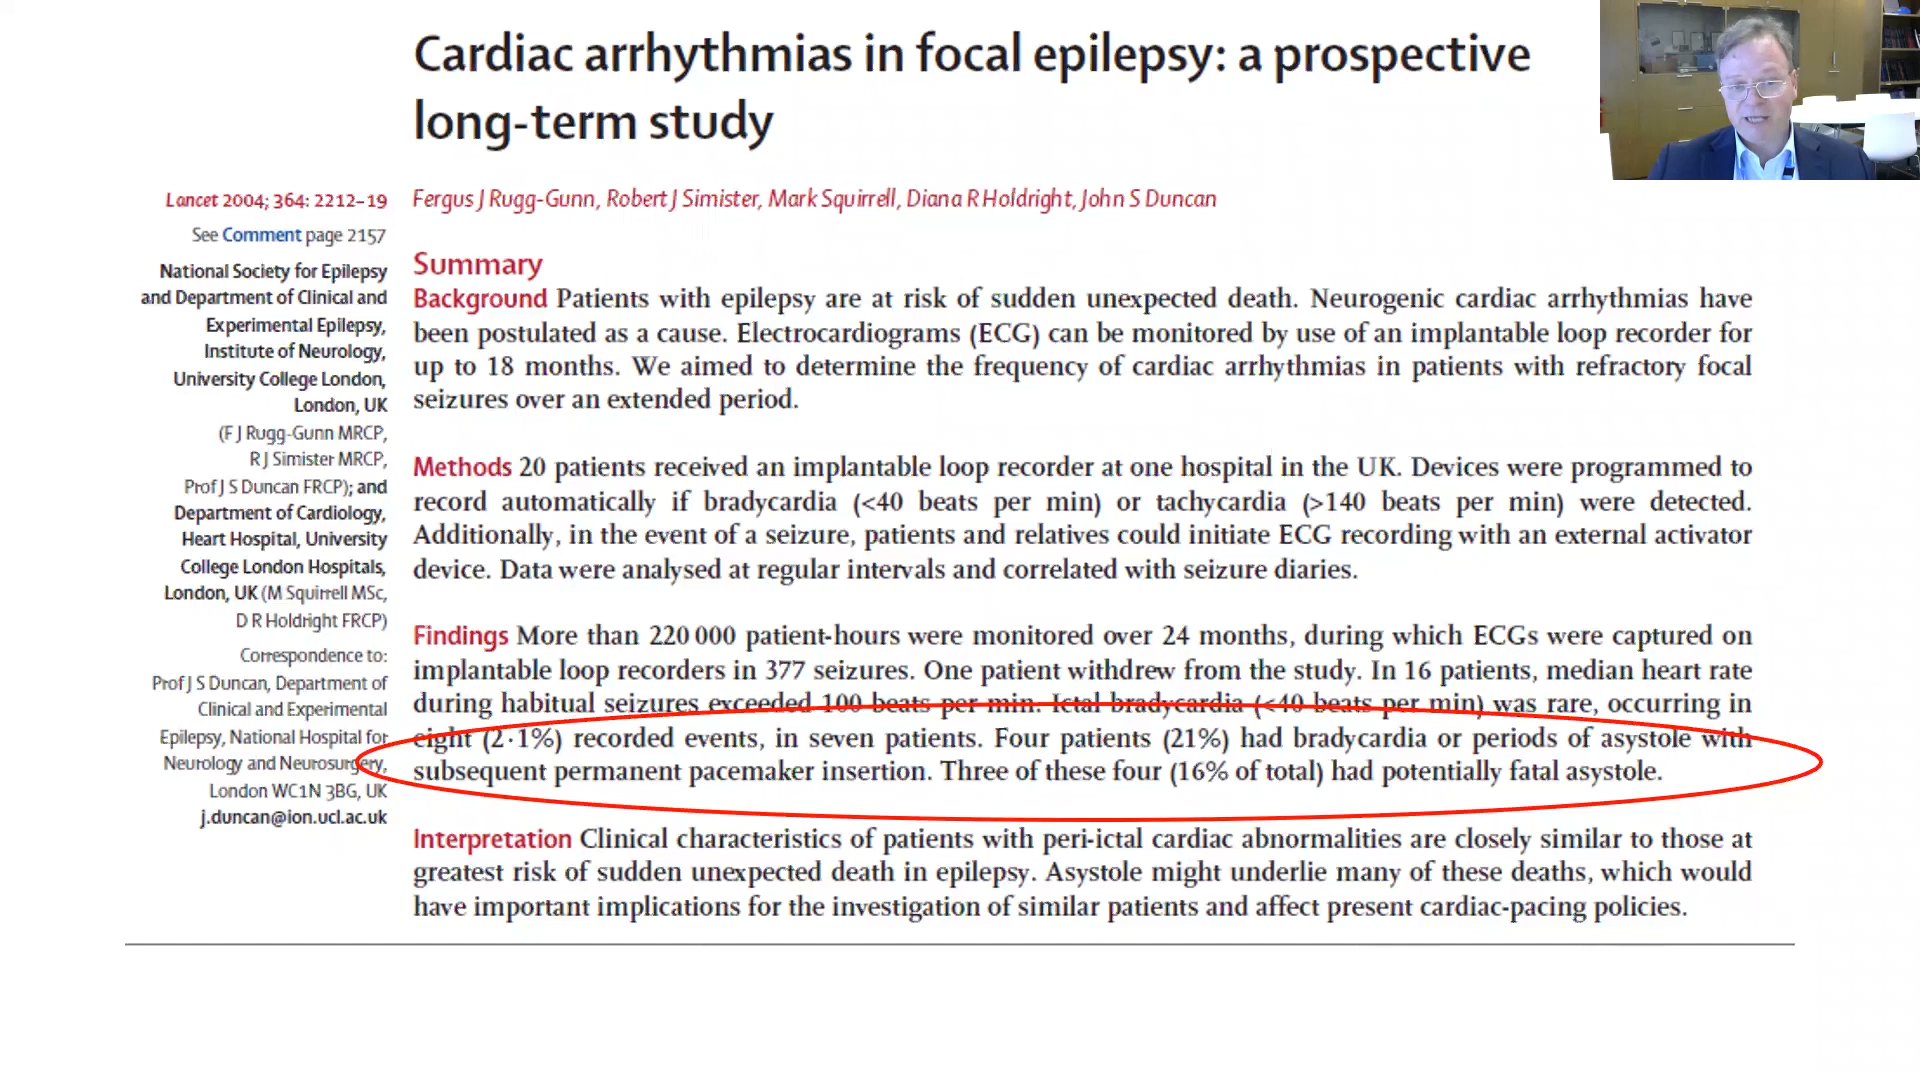 Cardiac arrhythmias in focal epilepsy: a prospective
long-term study
Lancet 2004; 364: 2212–19
See Comment page 2157
National Society for Epilepsy
and Department of Clinical and
Experimental Epilepsy,
Institute of Neurology,
University College London,
London, UK
(F J Rugg-Gunn MRCP,
R J Simister MRCP,
Prof J S Duncan FRCP); and
Department of Cardiology,
Heart Hospital, University
College London Hospitals,
London, UK (M Squirrell MSc,
D R Holdright FRCP)
Correspondence to:
Prof J S Duncan, Department of
Clinical and Experimental
Epilepsy, National Hospital for
Neurology and Neurosurgery,
London WC1N 3BG, UK
j.duncan@ion.ucl.ac.uk
Fergus J Rugg-Gunn, Robert J Simister, Mark Squirrell, Diana R Holdright, John S Duncan
Summary
Background Patients with epilepsy are at risk of sudden unexpected death. Neurogenic cardiac arrhythmias have
been postulated as a cause. Electrocardiograms (ECG) can be monitored by use of an implantable loop recorder for
up to 18 months. We aimed to determine the frequency of cardiac arrhythmias in patients with refractory focal
seizures over an extended period.
Methods 20 patients received an implantable loop recorder at one hospital in the UK. Devices were programmed to
record automatically if bradycardia (<40 beats per min) or tachycardia (>140 beats per min) were detected.
Additionally, in the event of a seizure, patients and relatives could initiate ECG recording with an external activator
device. Data were analysed at regular intervals and correlated with seizure diaries.
Findings More than 220 000 patient-hours were monitored over 24 months, during which ECGs were captured on
implantable loop recorders in 377 seizures. One patient withdrew from the study. In 16 patients, median heart rate
during habitual seizures exceeded 100 beats per min. Ictal bradycardia (<40 beats per min) was rare, occurring in
eight (2·1%) recorded events, in seven patients. Four patients (21%) had bradycardia or periods of asystole with
subsequent permanent pacemaker insertion. Three of these four (16% of total) had potentially fatal asystole.
Interpretation Clinical characteristics of patients with peri-ictal cardiac abnormalities are closely similar to those at
greatest risk of sudden unexpected death in epilepsy. Asystole might underlie many of these deaths, which would
have important implications for the investigation of similar patients and affect present cardiac-pacing policies.